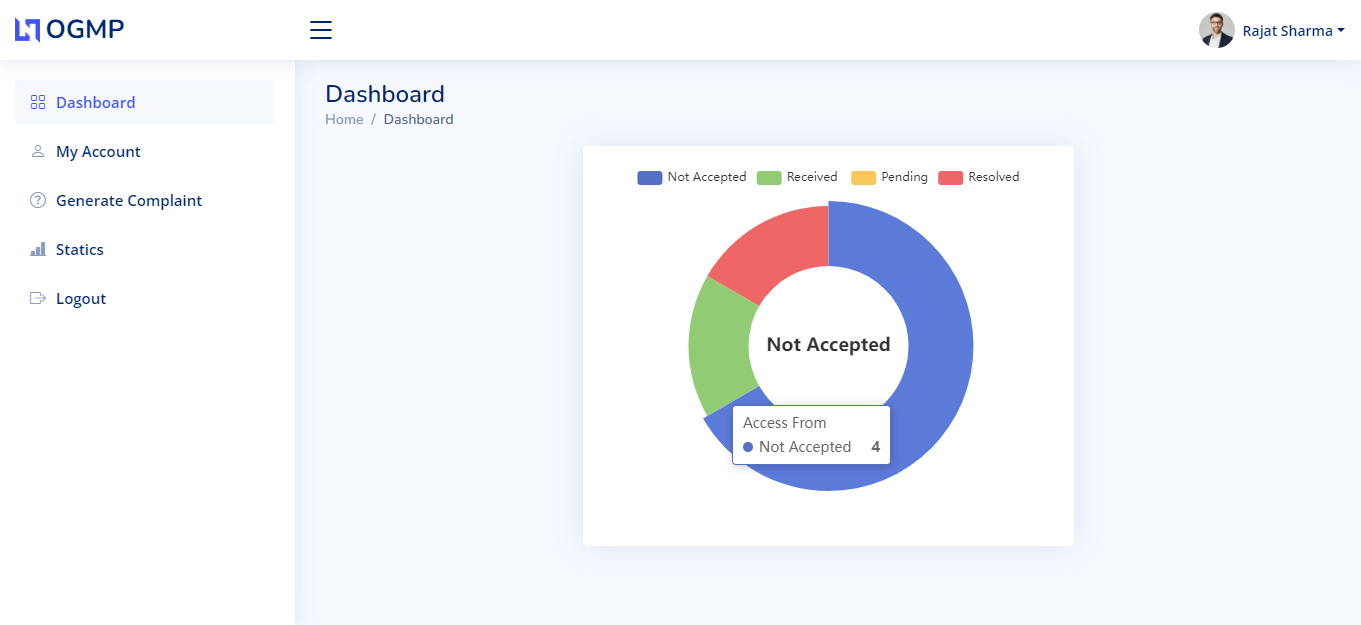 OGMP
Rajat Sharma
Dashboard
My Account
Generate Complaint
Statics
Logout
Dashboard
Home / Dashboard
Not Accepted Received Pending Resolved
Not Accepted
Access From
Not Accepted 4